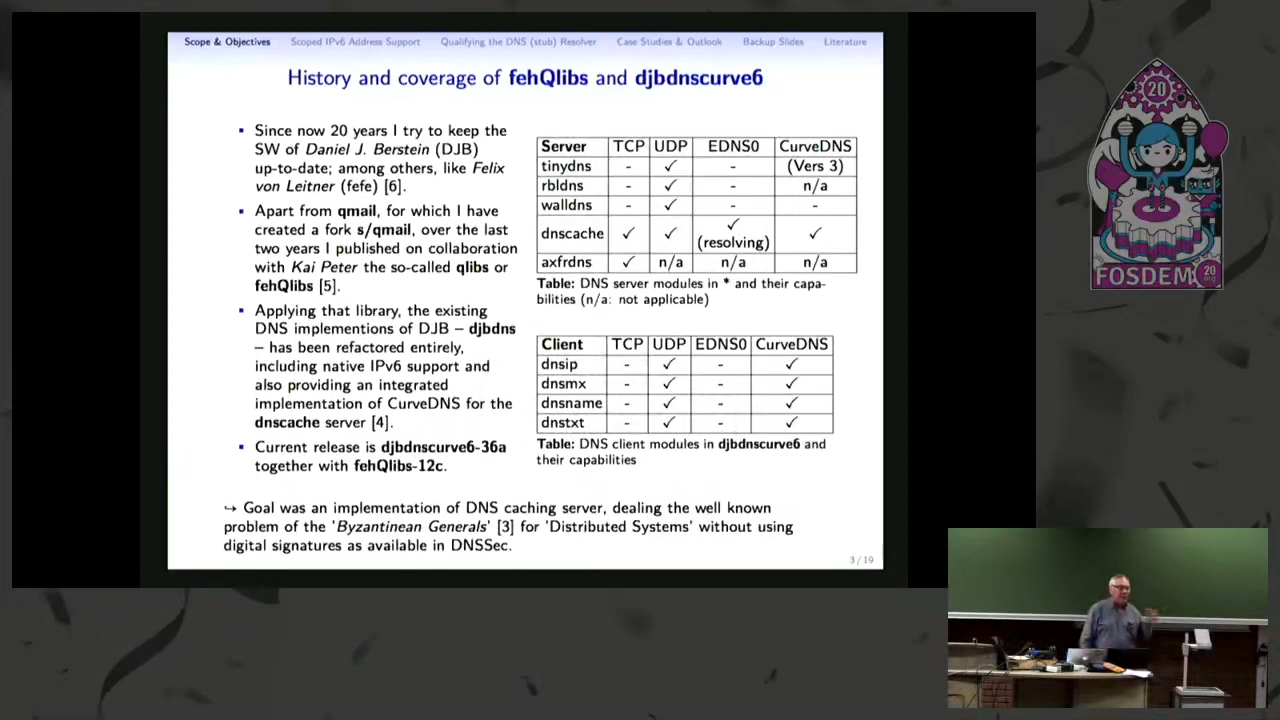 Scope & Objectives Scoped IPv6 Address Support Qualifying the DNS (stub) Resolver Case Studies & Outlook Backup Slides Literature
History and coverage of fehQlibs and djbdnscurve6
▪ Since now 20 years I try to keep the
SW of Daniel J. Berstein (DJB)
up-to-date; among others, like Felix
von Leitner (fefe) [6].
▪ Apart from qmail, for which I have
created a fork s/qmail, over the last
two years I published on collaboration
with Kai Peter the so-called qlibs or
fehQlibs [5].
▪ Applying that library, the existing
DNS implementions of DJB – djbdns
– has been refactored entirely,
including native IPv6 support and
also providing an integrated
implementation of CurveDNS for the
dnscache server [4].
▪ Current release is djbdnscurve6-36a
together with fehQlibs-12c.
Server TCP UDP EDNS0 CurveDNS
tinydns - ✓ - (Vers 3)
rbldns - ✓ - n/a
walldns - ✓ - -
dnscache ✓ ✓ ✓ (resolving) ✓
axfrdns ✓ n/a n/a n/a
Table: DNS server modules in * and their capa-
bilities (n/a: not applicable)
Client TCP UDP EDNS0 CurveDNS
dnsip - ✓ - ✓
dnsmx - ✓ - ✓
dnsname - ✓ - ✓
dnstxt - ✓ - ✓
Table: DNS client modules in djbdnscurve6 and
their capabilities
↪ Goal was an implementation of DNS caching server, dealing the well known
problem of the 'Byzantinean Generals' [3] for 'Distributed Systems' without using
digital signatures as available in DNSSec.
3 / 19
20
FOSDEM
20
.org